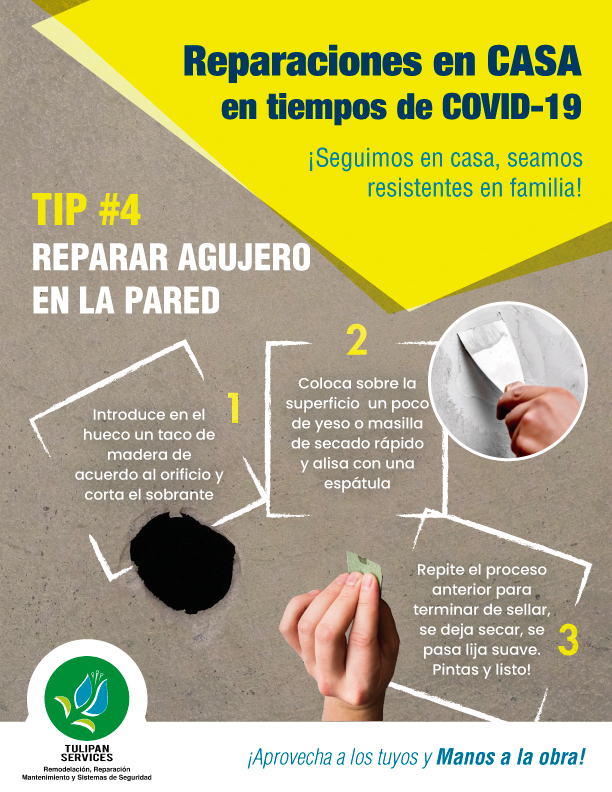 Reparaciones en CASA
en tiempos de COVID-19
¡Seguimos en casa, seamos
resistentes en familia!
TIP #4
REPARAR AGUJERO
EN LA PARED
1
Introduce en el
hueco un taco de
madera de
acuerdo al orificio y
corta el sobrante
2
Coloca sobre la
superficio un poco
de yeso o masilla
de secado rápido
y alisa con una
espátula
Repite el proceso
anterior para
terminar de sellar,
se deja secar, se
pasa lija suave.
Pintas y listo!
3
TULIPAN
SERVICES
Remodelación, Reparación
Mantenimiento y Sistemas de Seguridad
¡Aprovecha a los tuyos y Manos a la obra!